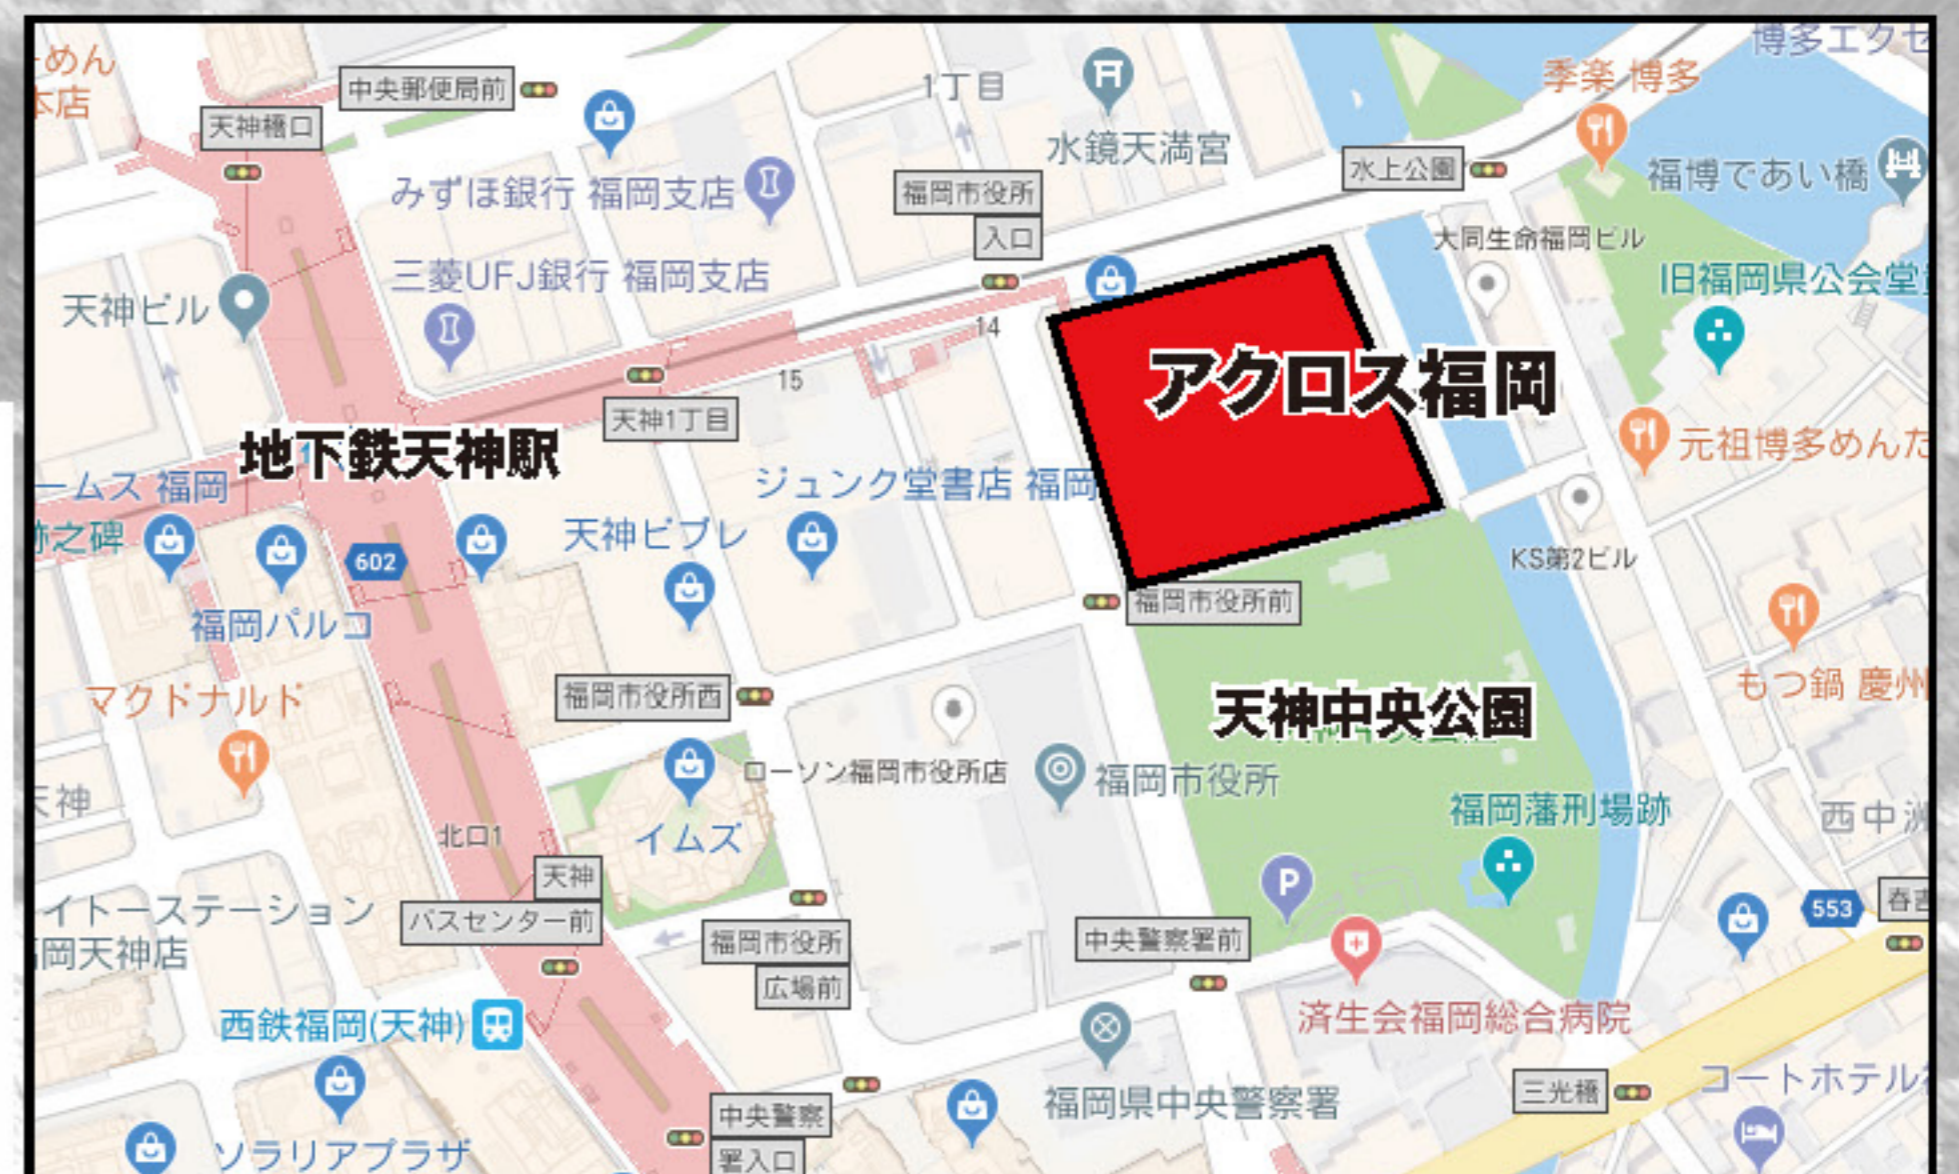 めん
本店
中央郵便局前
天神橋口
1丁目
水鏡天満宮
季楽 博多
博多エクセ
みずほ銀行 福岡支店
福岡市役所
入口
水上公園
福博であい橋
大同生命福岡ビル
旧福岡県公会堂
三菱UFJ銀行 福岡支店
天神ビル
14
15
天神1丁目
アクロス福岡
地下鉄天神駅
ームス 福岡
跡之碑
602
天神ビブレ
ジュンク堂書店 福岡
元祖博多めんた
KS第2ビル
福岡パルコ
福岡市役所前
もつ鍋 慶州
マクドナルド
福岡市役所西
天神中央公園
ローソン福岡市役所店
福岡市役所
福岡藩刑場跡
西中洲
天神
イムズ
北口1
天神
バスセンター前
P
553
春吉
イトーステーション
福岡天神店
福岡市役所
広場前
中央警察署前
済生会福岡総合病院
西鉄福岡(天神)
福岡県中央警察署
三光橋
コートホテル
中央警察
署入口
ソラリアプラザ